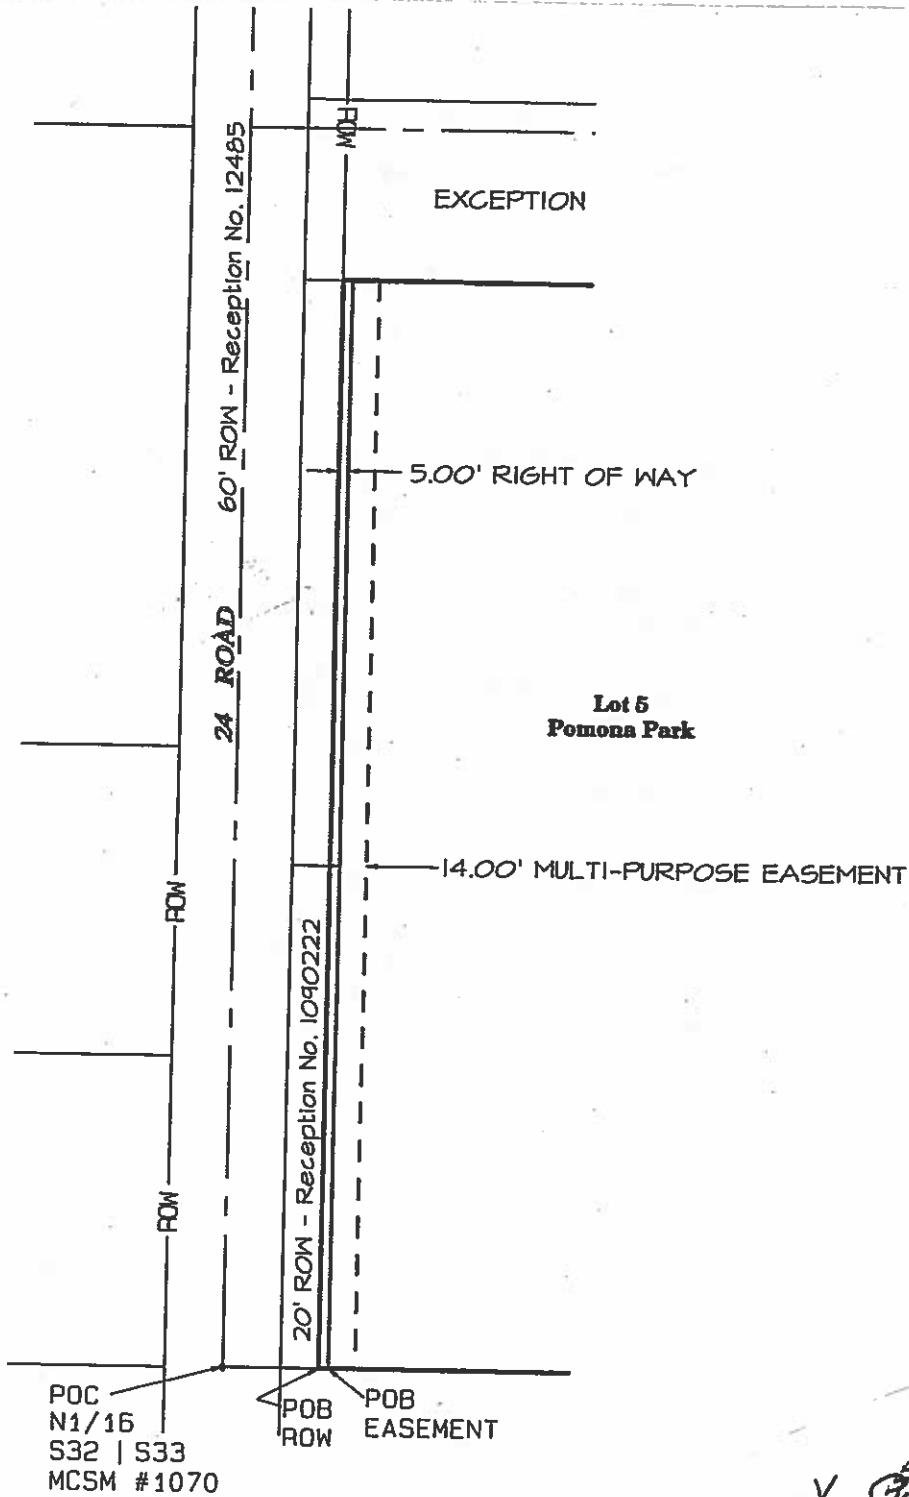 ROW
60' ROW - Reception No. 12485
EXCEPTION
5.00' RIGHT OF WAY
24 ROAD
Lot 5
Pomona Park
14.00' MULTI-PURPOSE EASEMENT
ROW
20' ROW - Reception No. 1090222
ROW
POC
N1/16
S32 | S33
MCSM #1070
POB
ROW
POB
EASEMENT